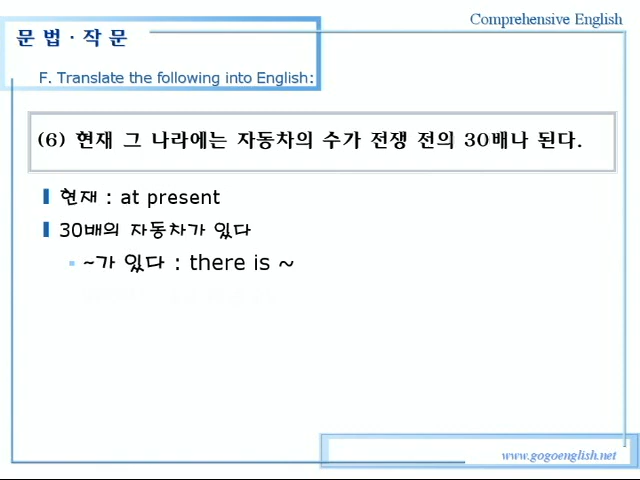 Comprehensive English
문 법 · 작 문
F. Translate the following into English:
(6) 현재 그 나라에는 자동차의 수가 전쟁 전의 30배나 된다.
현재 : at present
30배의 자동차가 있다
~가 있다 : there is ~
www.gogoenglish.net